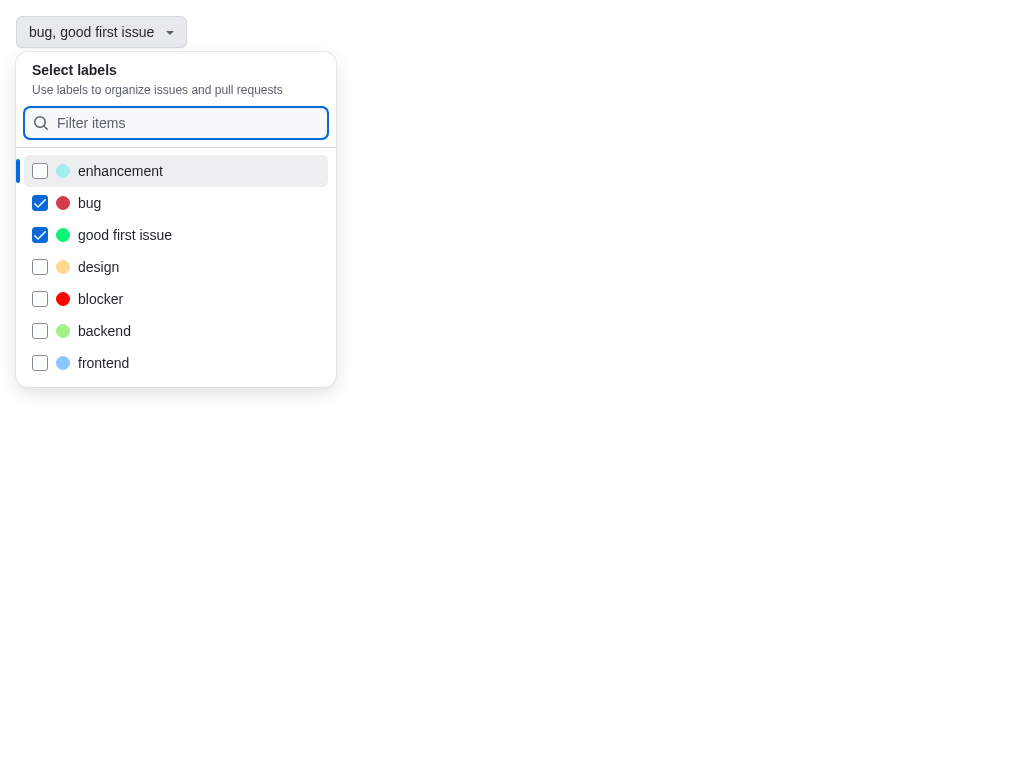 bug, good first issue
Select labels
Use labels to organize issues and pull requests
Filter items
enhancement
bug
good first issue
design
blocker
backend
frontend